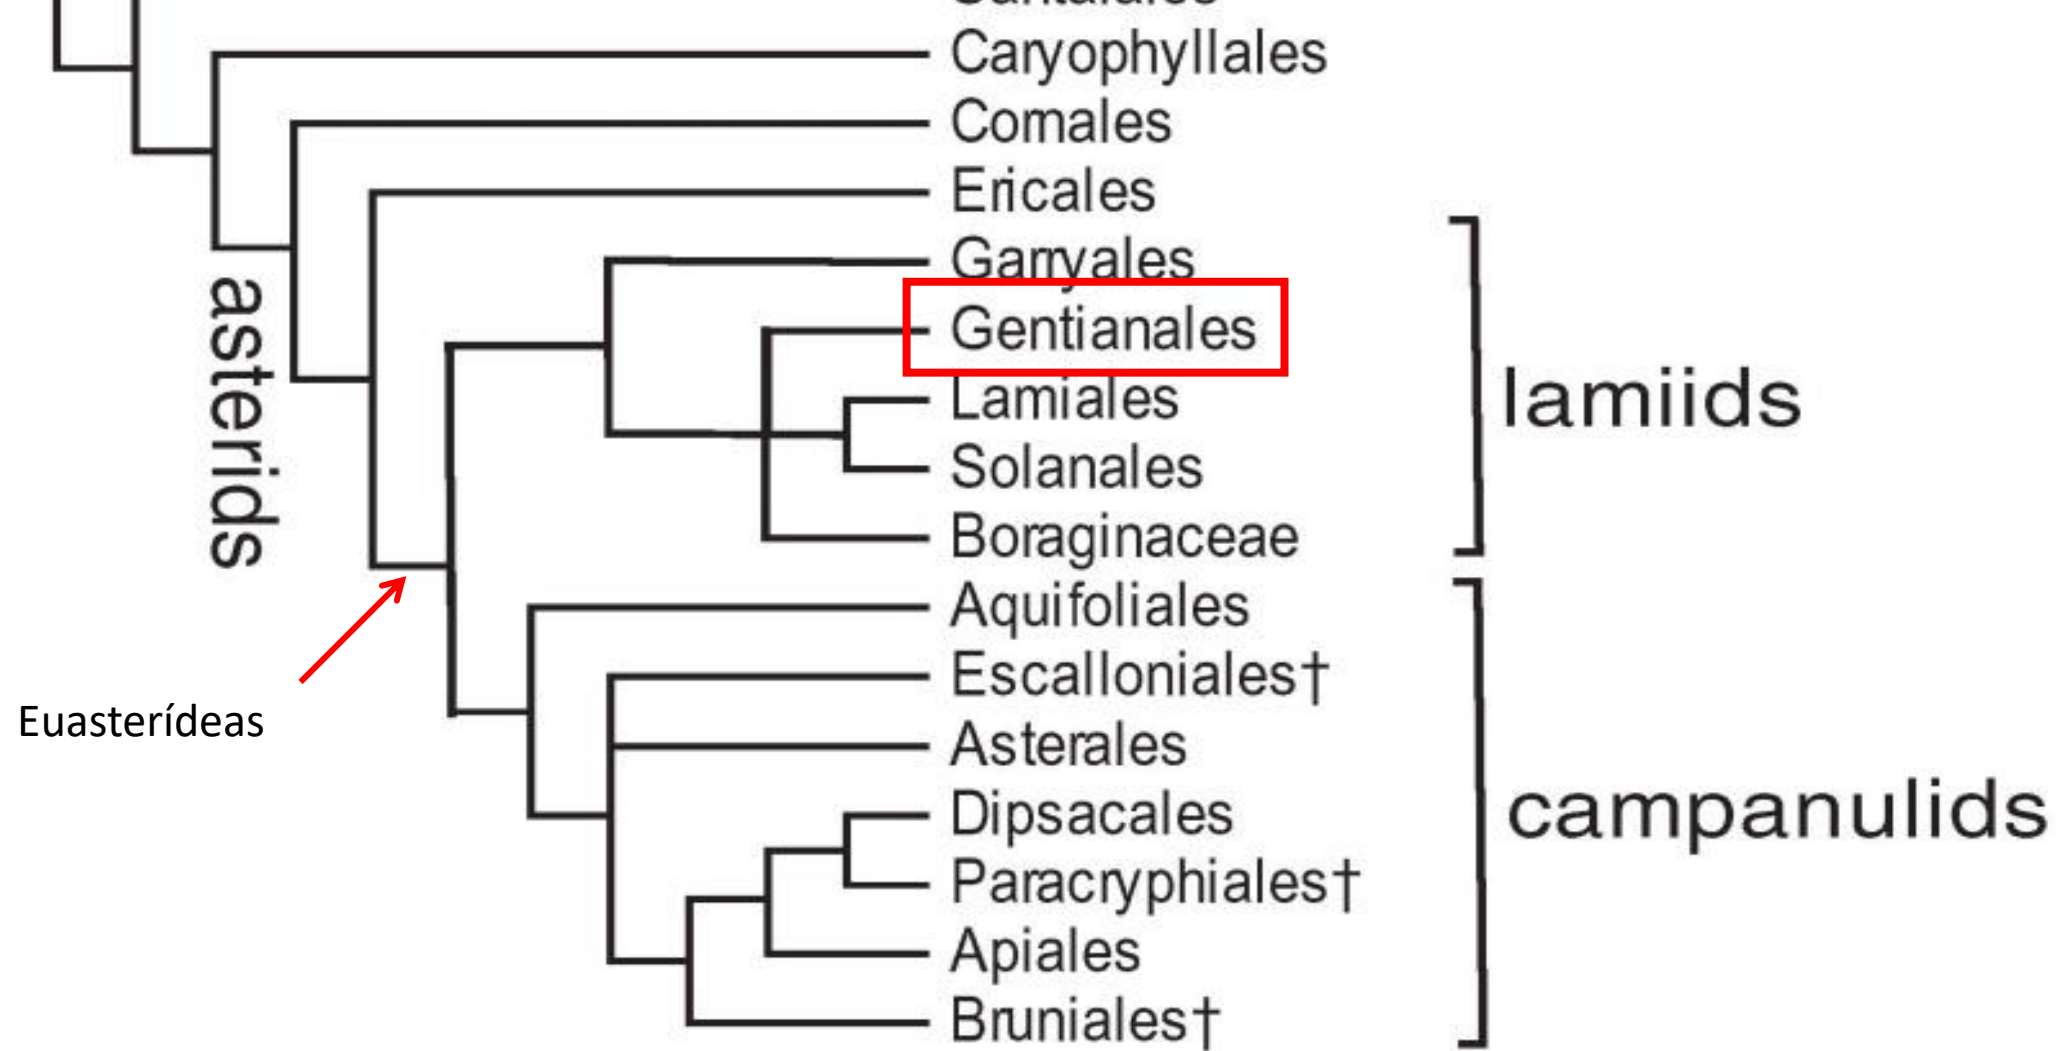 Caryophyllales
Cornales
Ericales
Garryales
Gentianales
Lamiales
Solanales
Boraginaceae
Aquifoliales
Escalloniales†
Asterales
Dipsacales
Paracryphiales†
Apiales
Bruniales†
asterids
lamiids
campanulids
Euasterídeas